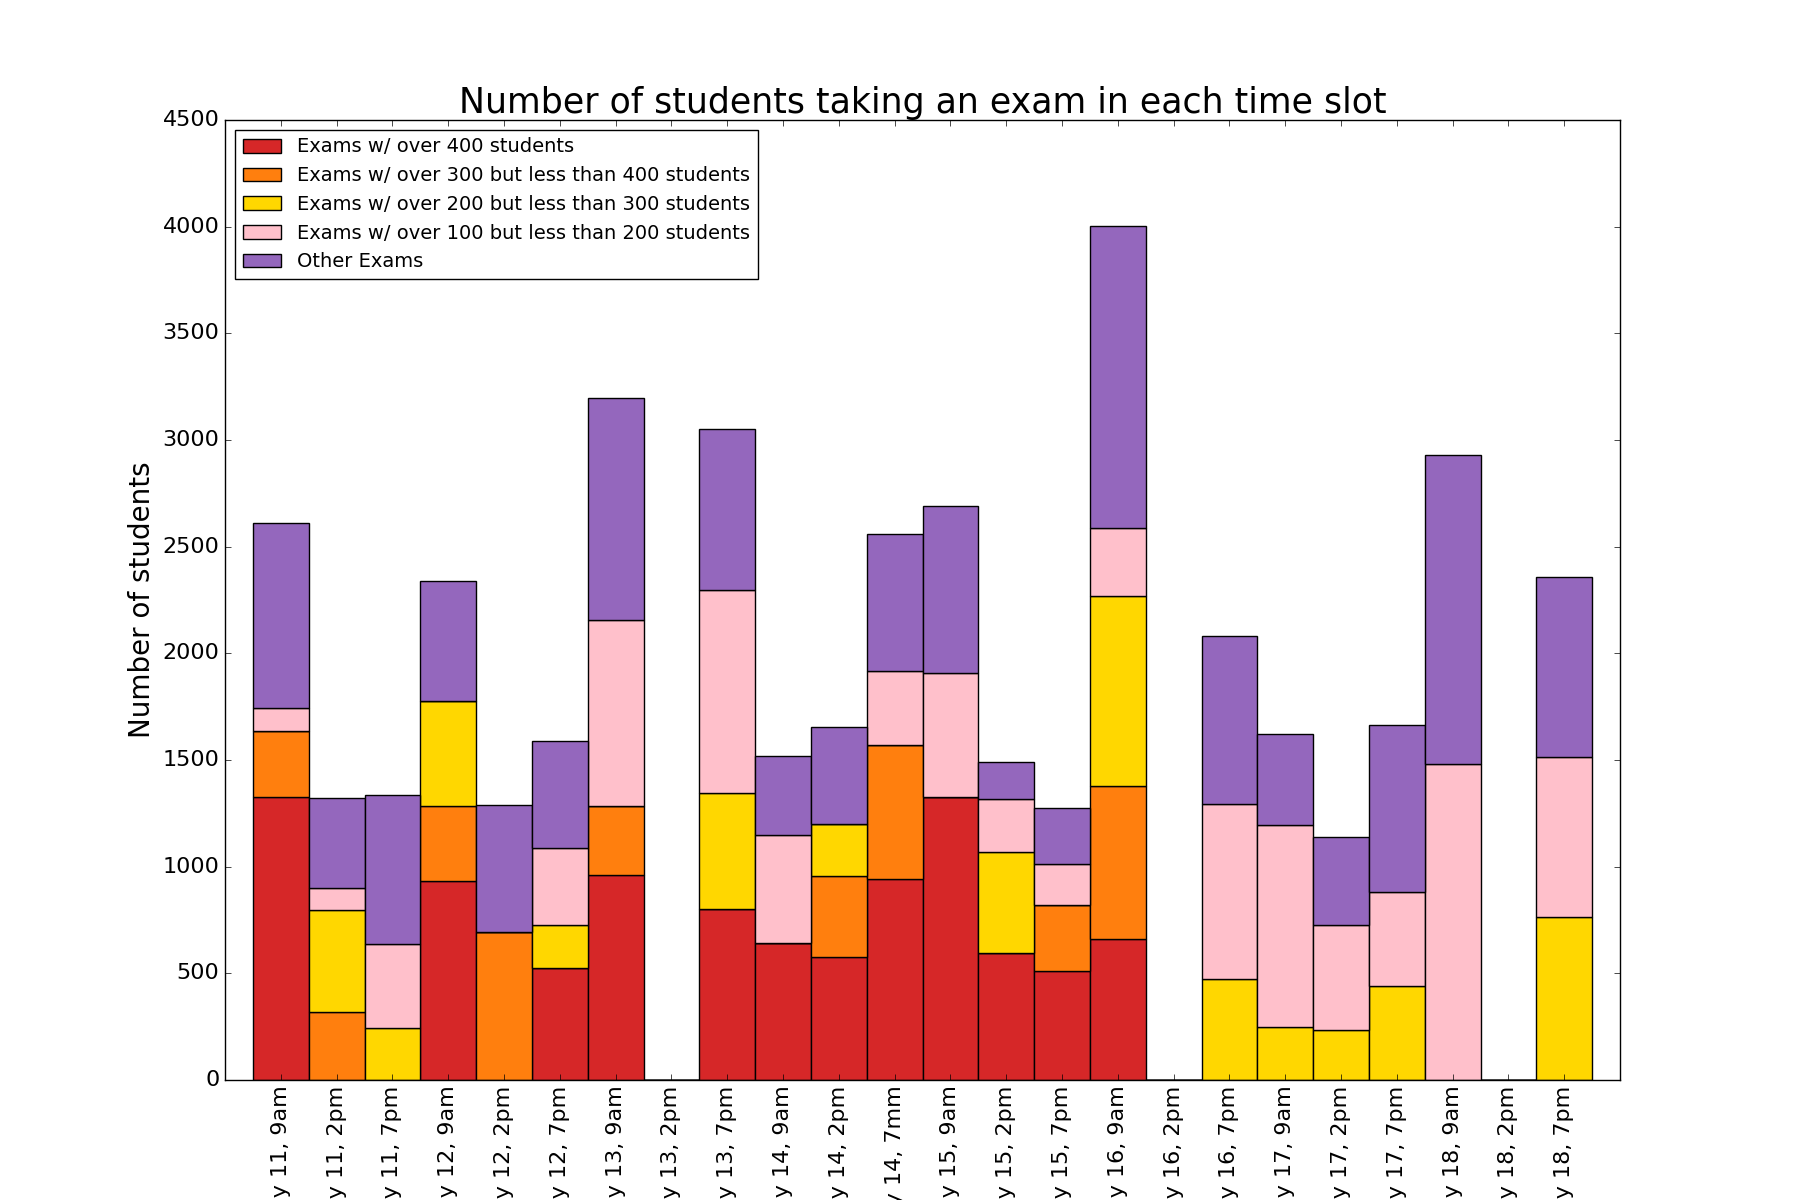 Number of students taking an exam in each time slot
4500
4000
3500
3000
2500
2000
1500
1000
500
0
Number of students
Exams w/ over 400 students
Exams w/ over 300 but less than 400 students
Exams w/ over 200 but less than 300 students
Exams w/ over 100 but less than 200 students
Other Exams
y 11, 9am
y 11, 2pm
y 11, 7pm
y 12, 9am
y 12, 2pm
y 12, 7pm
y 13, 9am
y 13, 2pm
y 13, 7pm
y 14, 9am
y 14, 2pm
y 14, 7mm
y 15, 9am
y 15, 2pm
y 15, 7pm
y 16, 9am
y 16, 2pm
y 16, 7pm
y 17, 9am
y 17, 2pm
y 17, 7pm
y 18, 9am
y 18, 2pm
y 18, 7pm